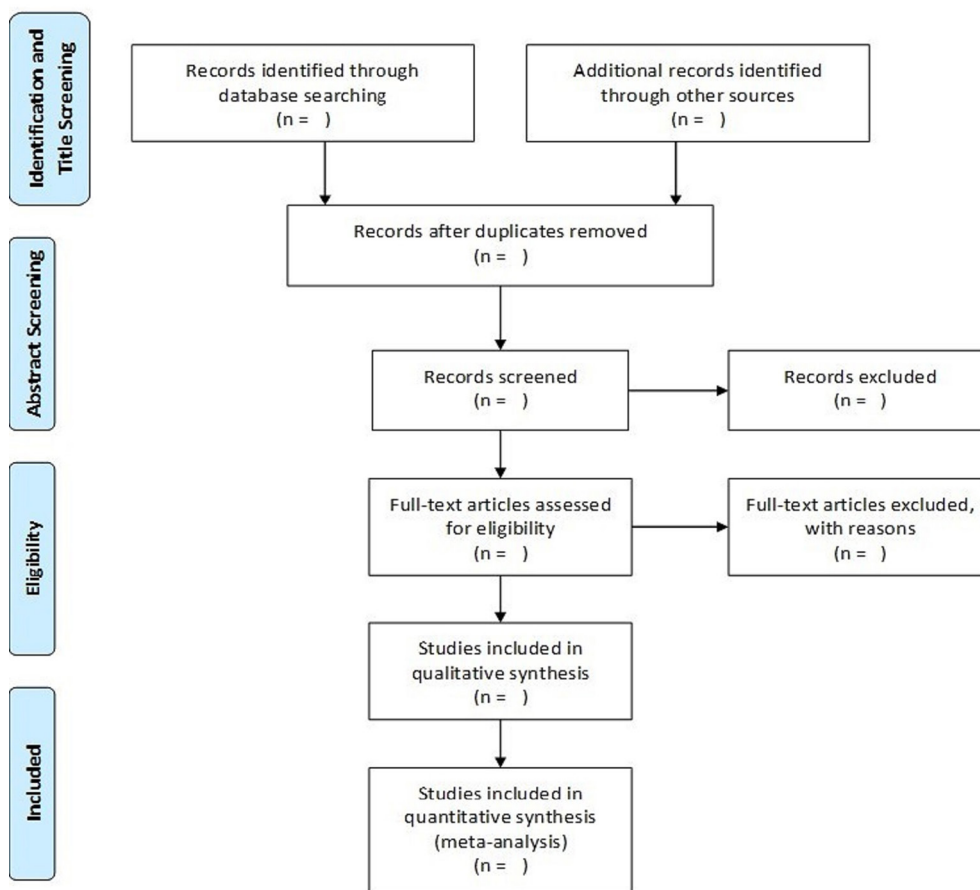 Identification and
Title Screening
Records identified through
database searching
(n =   )
Additional records identified
through other sources
(n =   )
Records after duplicates removed
(n =   )
Abstract Screening
Records screened
(n =   )
Records excluded
(n =   )
Eligibility
Full-text articles assessed
for eligibility
(n =   )
Full-text articles excluded,
with reasons
(n =   )
Studies included in
qualitative synthesis
(n =   )
Included
Studies included in
quantitative synthesis
(meta-analysis)
(n =   )